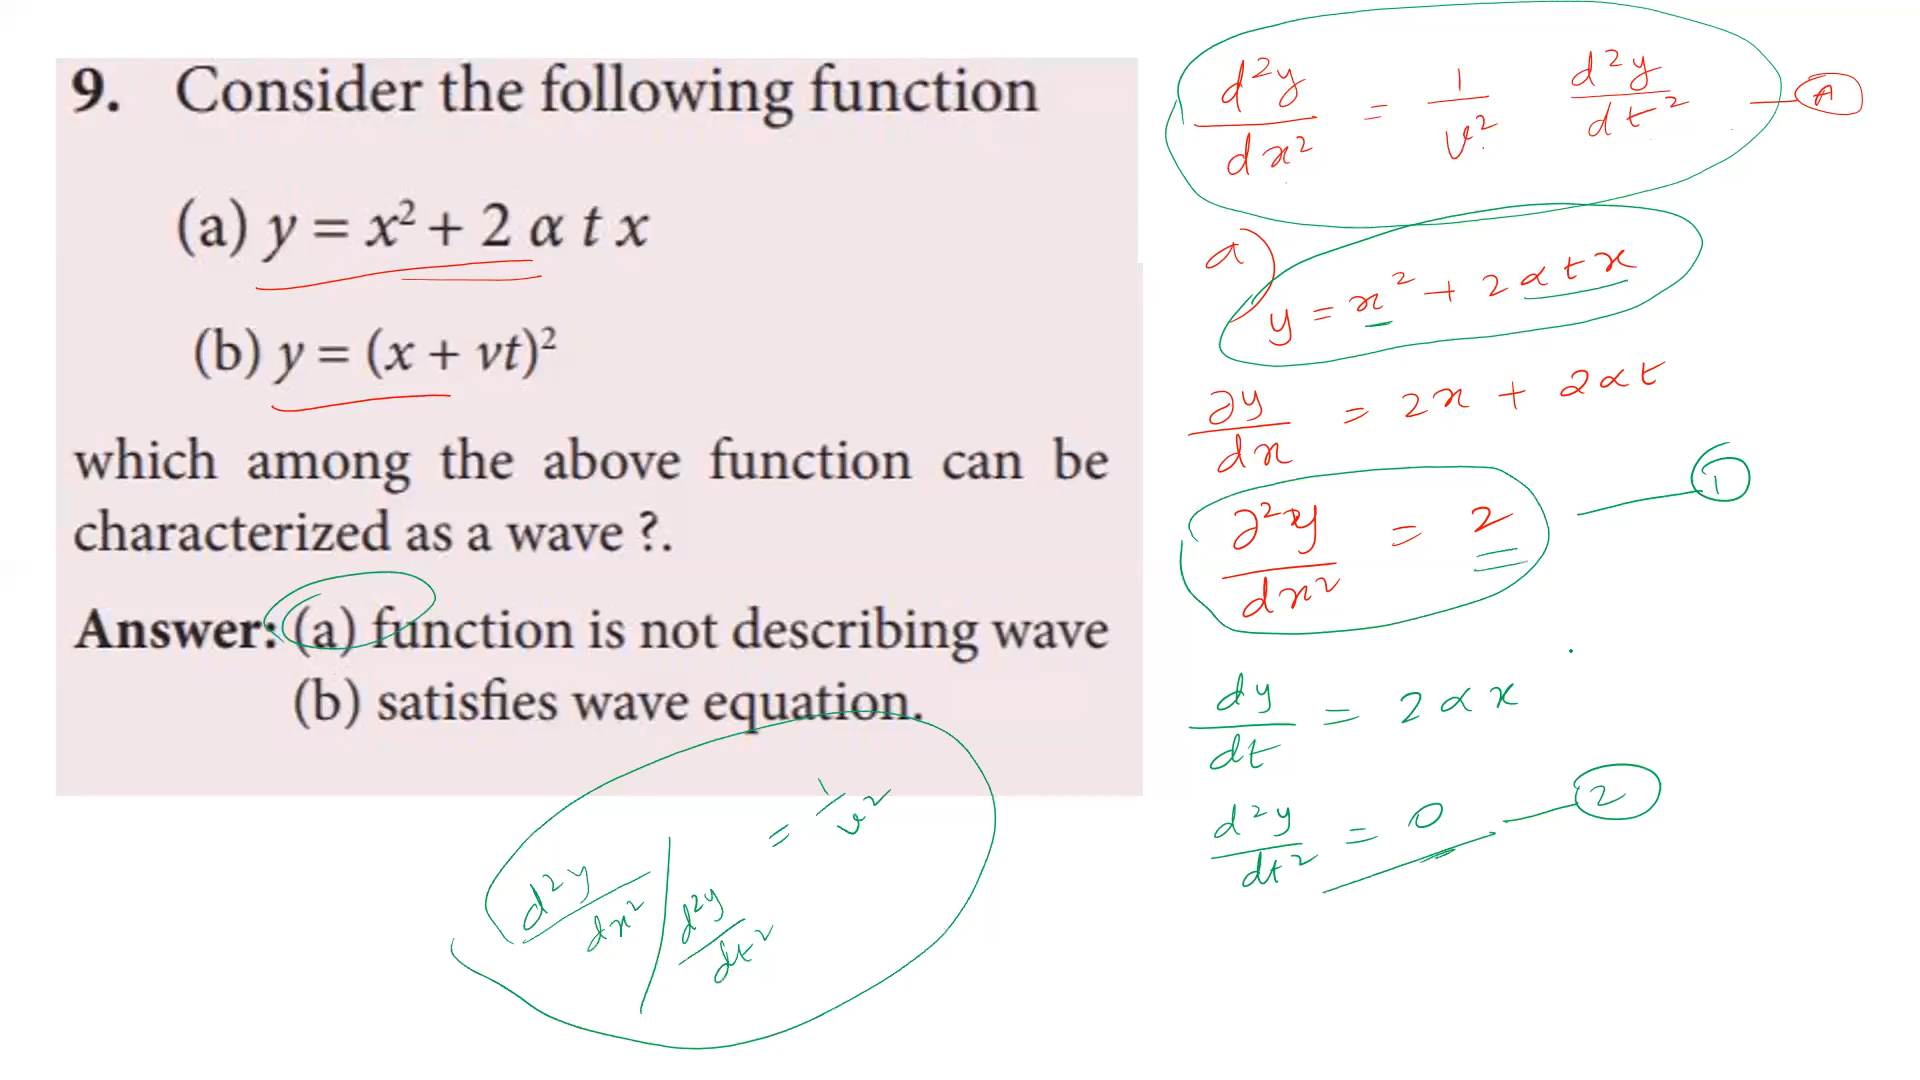 9. Consider the following function
(a) y = x² + 2 α t x
(b) y = (x + vt)²
which among the above function can be
characterized as a wave ?.
Answer: (a) function is not describing wave
(b) satisfies wave equation.
d²y/dx² = 1/v² d²y/dt² — A
a)
y = x² + 2αtx
∂y/dx = 2x + 2αt
∂²y/dx² = 2 — 1
dy/dt = 2αx
d²y/dt² = 0 — 2
d²y/dx² / d²y/dt² = 1/v²